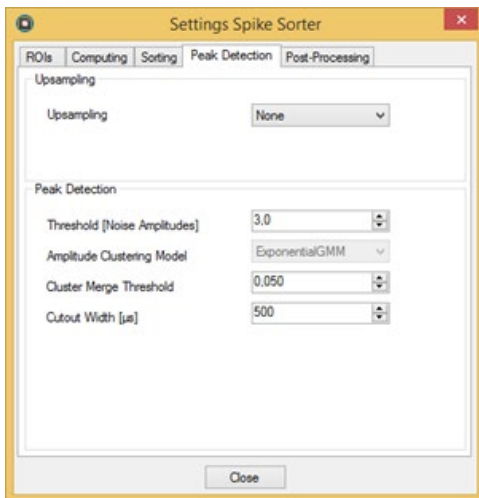 Settings Spike Sorter
ROIs Computing Sorting Peak Detection Post-Processing
Upsampling
Upsampling None
Peak Detection
Threshold [Noise Amplitudes] 3,0
Amplitude Clustering Model ExponentialGMM
Cluster Merge Threshold 0,050
Cutout Width [µs] 500
Close